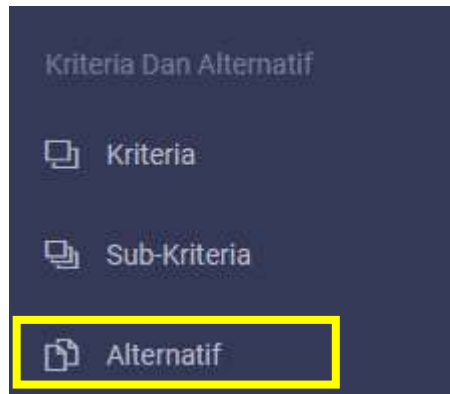 Kriteria Dan Alternatif
Kriteria
Sub-Kriteria
Alternatif